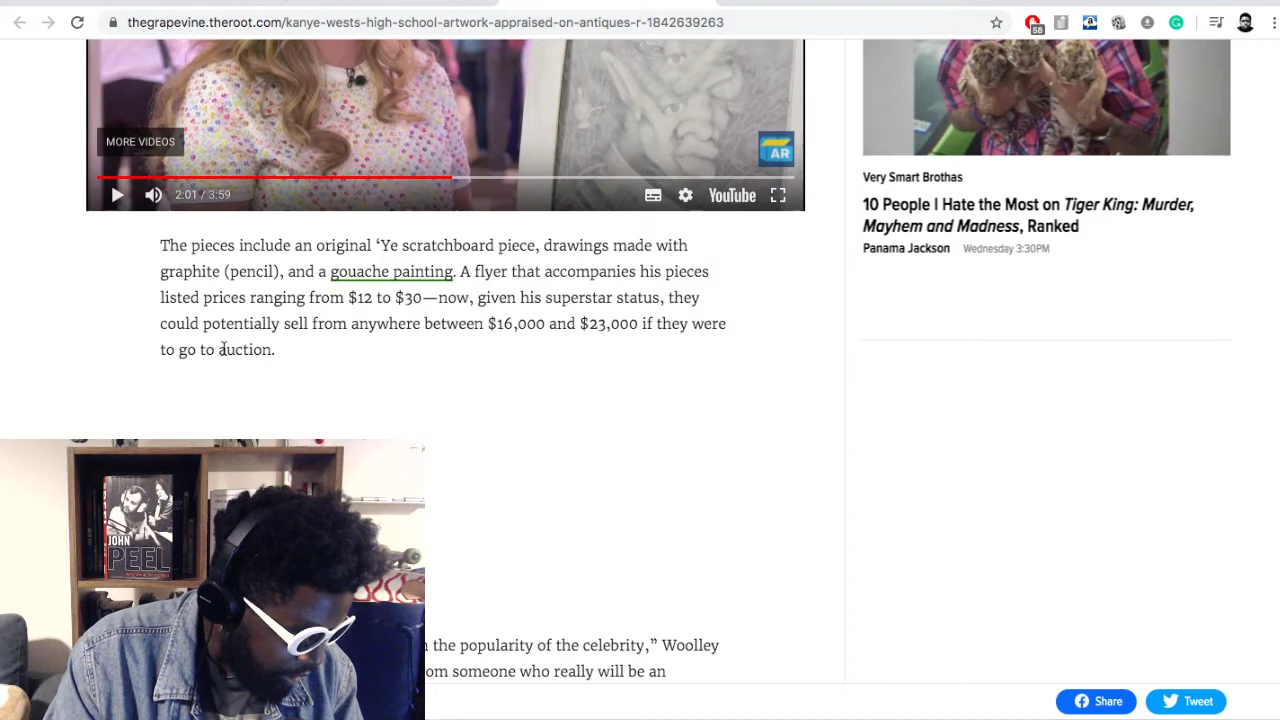 thegrapevine.theroot.com/kanye-wests-high-school-artwork-appraised-on-antiques-r-1842639263
58
MORE VIDEOS
AR
2:01 / 3:59
YouTube
The pieces include an original ‘Ye scratchboard piece, drawings made with
graphite (pencil), and a gouache painting. A flyer that accompanies his pieces
listed prices ranging from $12 to $30—now, given his superstar status, they
could potentially sell from anywhere between $16,000 and $23,000 if they were
to go to auction.
the popularity of the celebrity,” Woolley
om someone who really will be an
Very Smart Brothas
10 People I Hate the Most on Tiger King: Murder,
Mayhem and Madness, Ranked
Panama Jackson Wednesday 3:30PM
JOHN
PEEL
Share
Tweet